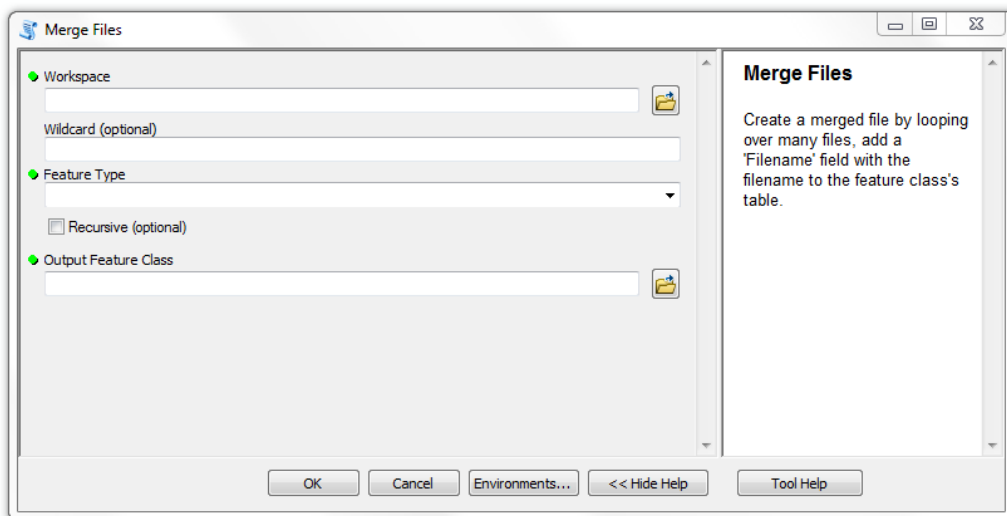 Merge Files
Workspace
Wildcard (optional)
Feature Type
Recursive (optional)
Output Feature Class
Merge Files
Create a merged file by looping
over many files, add a
'Filename' field with the
filename to the feature class's
table.
OK
Cancel
Environments...
<< Hide Help
Tool Help